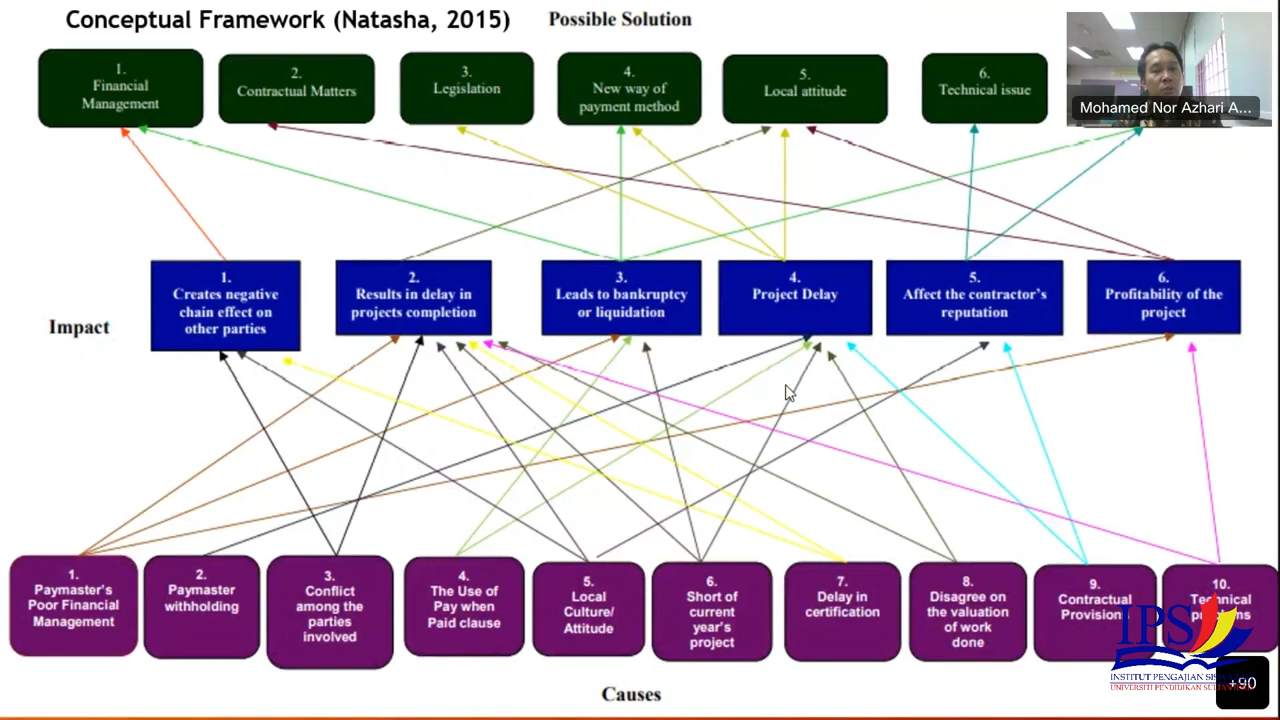 Conceptual Framework (Natasha, 2015)
Possible Solution
1.
Financial
Management
2.
Contractual Matters
3.
Legislation
4.
New way of
payment method
5.
Local attitude
6.
Technical issue
Mohamed Nor Azhari A...
Impact
1.
Creates negative
chain effect on
other parties
2.
Results in delay in
projects completion
3.
Leads to bankruptcy
or liquidation
4.
Project Delay
5.
Affect the contractor's
reputation
6.
Profitability of the
project
1.
Paymaster's
Poor Financial
Management
2.
Paymaster
withholding
3.
Conflict
among the
parties
involved
4.
The Use of
Pay when
Paid clause
5.
Local
Culture/
Attitude
6.
Short of
current
year's
project
7.
Delay in
certification
8.
Disagree on
the valuation
of work
done
9.
Contractual
Provision
10.
Technical
Causes
IPS
INSTITUT PENGAJIAN
UNIVERSITI PENDIDIKAN SULTAN
+90